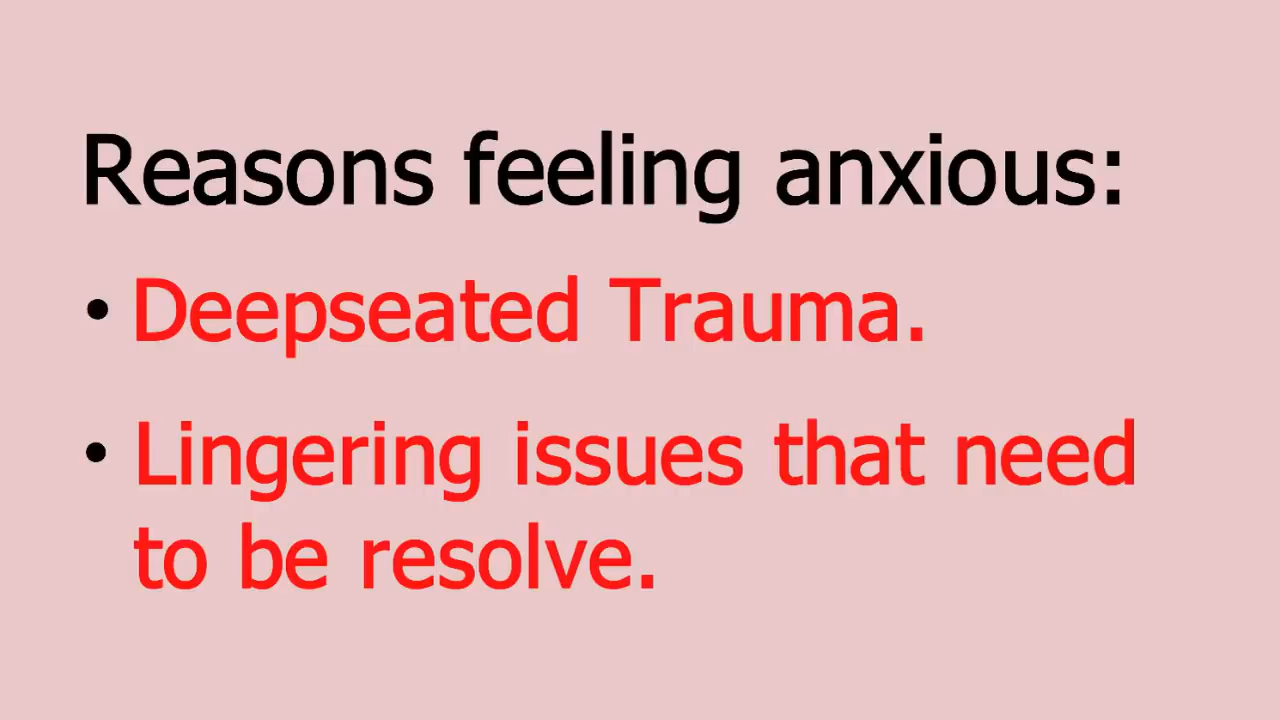 Reasons feeling anxious:
• Deepseated Trauma.
• Lingering issues that need
to be resolve.